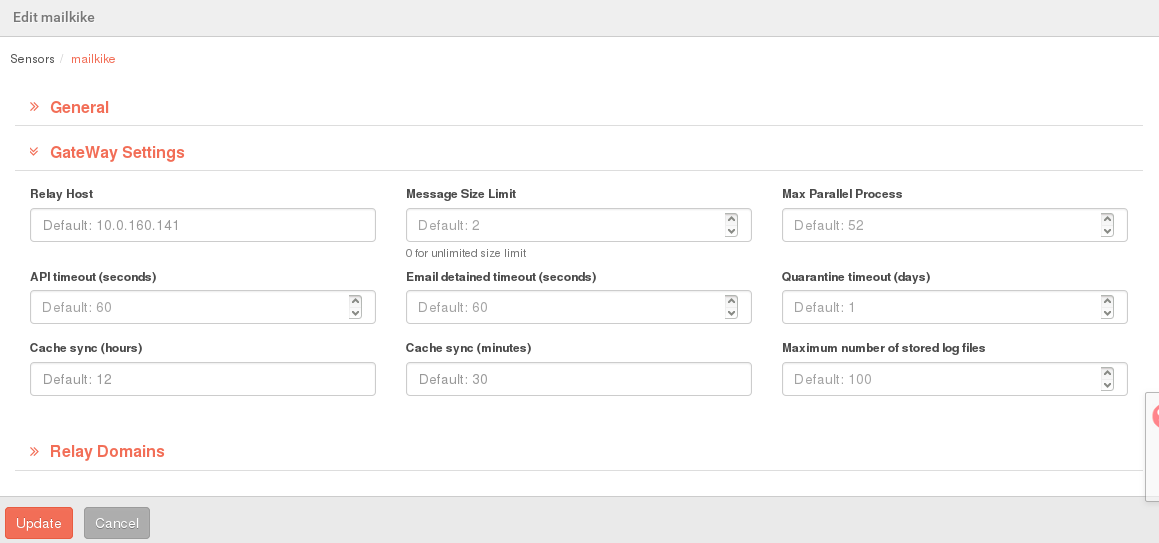 Edit mailkike
Sensors / mailkike
General
GateWay Settings
Relay Host Message Size Limit Max Parallel Process
Default: 10.0.160.141 Default: 2 Default: 52
0 for unlimited size limit
API timeout (seconds) Email detained timeout (seconds) Quarantine timeout (days)
Default: 60 Default: 60 Default: 1
Cache sync (hours) Cache sync (minutes) Maximum number of stored log files
Default: 12 Default: 30 Default: 100
Relay Domains
Update Cancel